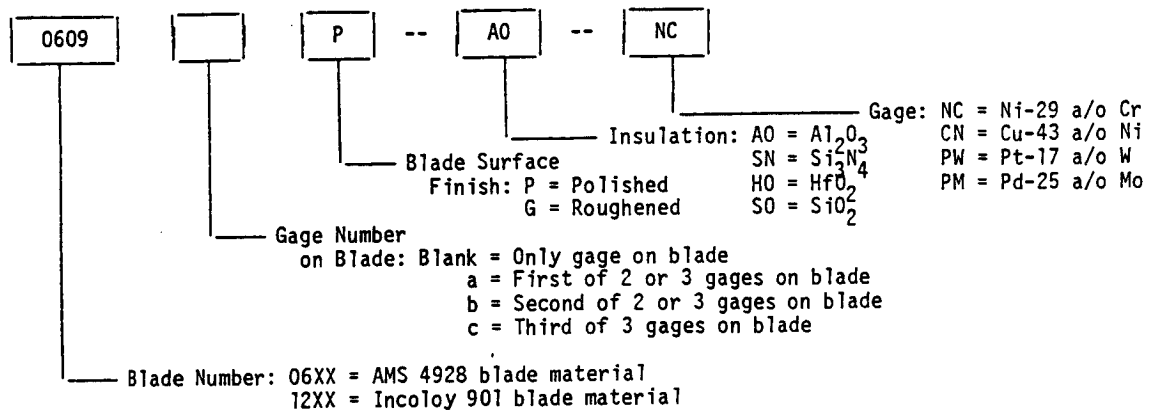 0609 P -- AO -- NC
Gage: NC = Ni-29 a/o Cr
CN = Cu-43 a/o Ni
PW = Pt-17 a/o W
PM = Pd-25 a/o Mo
Insulation: AO = Al2O3
SN = Si3N4
HO = HfO2
SO = SiO2
Blade Surface
Finish: P = Polished
G = Roughened
Gage Number
on Blade: Blank = Only gage on blade
a = First of 2 or 3 gages on blade
b = Second of 2 or 3 gages on blade
c = Third of 3 gages on blade
Blade Number: 06XX = AMS 4928 blade material
12XX = Incoloy 901 blade material